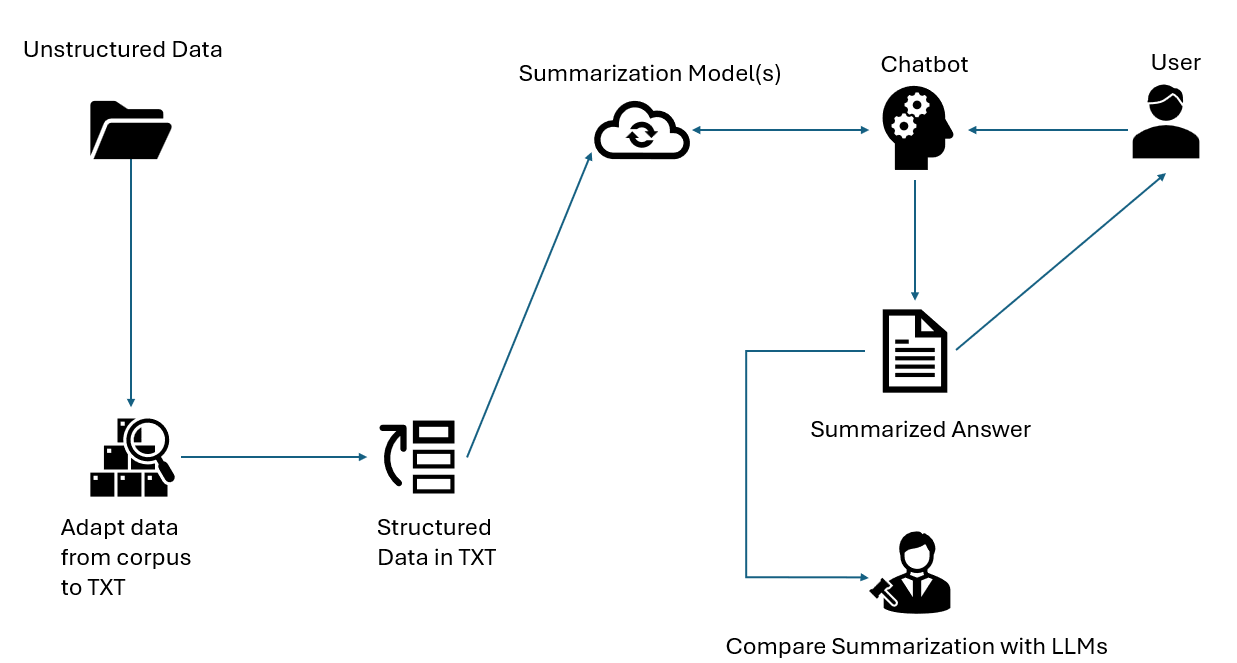 Unstructured Data
Summarization Model(s)
Chatbot
User
Summarized Answer
Adapt data
from corpus
to TXT
Structured
Data in TXT
Compare Summarization with LLMs